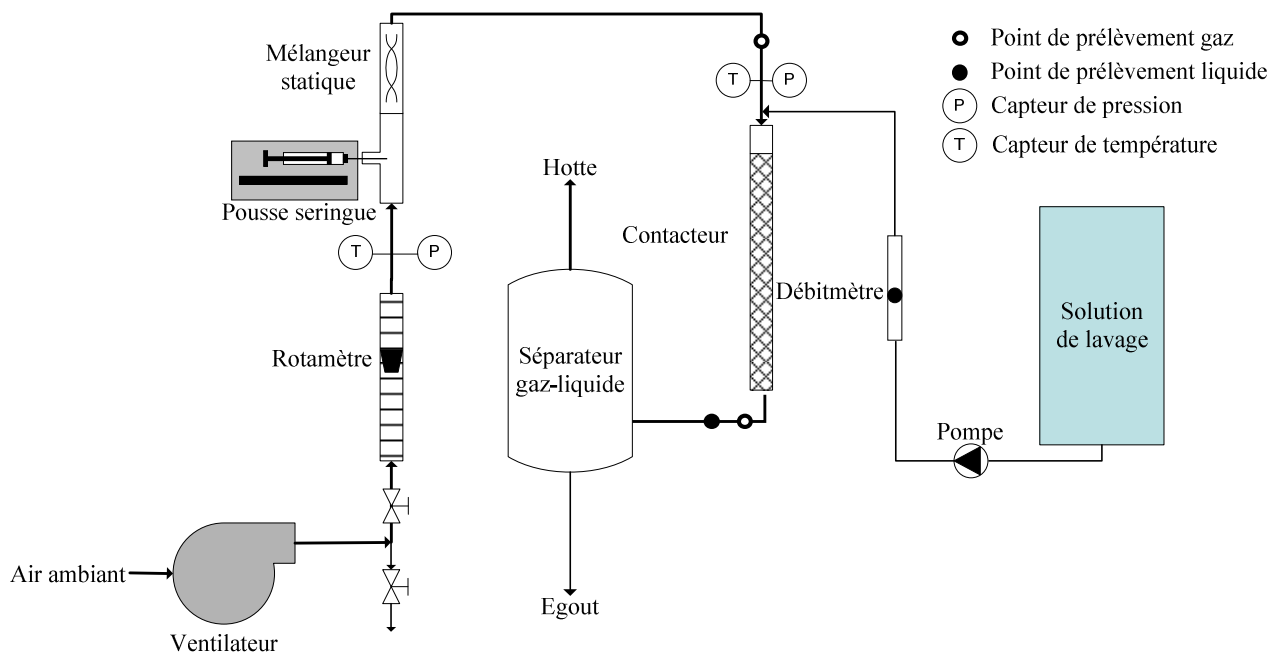 Mélangeur
statique
Point de prélèvement gaz
Point de prélèvement liquide
P
Capteur de pression
T
Capteur de température
T
P
Pousse seringue
Hotte
Contacteur
T
P
Débitmètre
Solution
de lavage
Rotamètre
Séparateur
gaz-liquide
Pompe
Air ambiant
Egout
Ventilateur